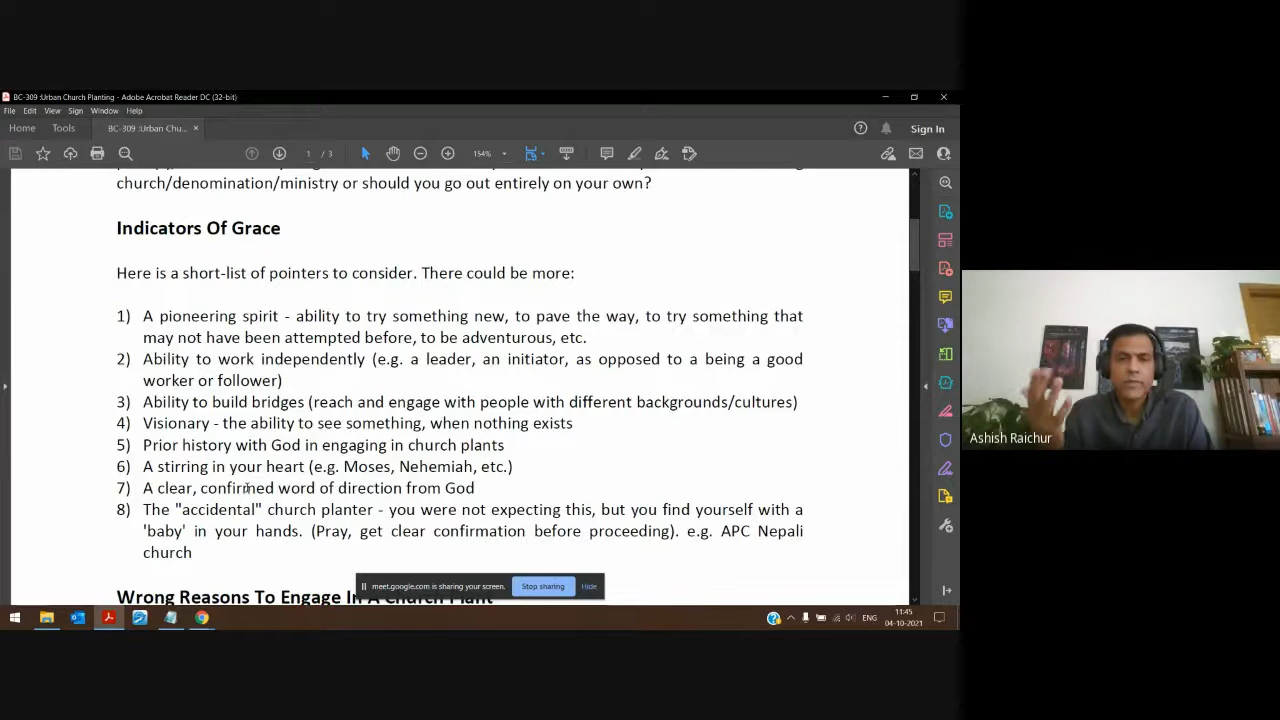 BC-309 :Urban Church Planting - Adobe Acrobat Reader DC (32-bit)
File Edit View Sign Window Help
Home Tools BC-309 :Urban Chu... × Sign In
1 / 3 154%
church/denomination/ministry or should you go out entirely on your own?
Indicators Of Grace
Here is a short-list of pointers to consider. There could be more:
1) A pioneering spirit - ability to try something new, to pave the way, to try something that
may not have been attempted before, to be adventurous, etc.
2) Ability to work independently (e.g. a leader, an initiator, as opposed to a being a good
worker or follower)
3) Ability to build bridges (reach and engage with people with different backgrounds/cultures)
4) Visionary - the ability to see something, when nothing exists
5) Prior history with God in engaging in church plants
6) A stirring in your heart (e.g. Moses, Nehemiah, etc.)
7) A clear, confirmed word of direction from God
8) The "accidental" church planter - you were not expecting this, but you find yourself with a
'baby' in your hands. (Pray, get clear confirmation before proceeding). e.g. APC Nepali
church
Wrong Reasons To Engage In A Church Plant
meet.google.com is sharing your screen. Stop sharing Hide
ENG
11:45
04-10-2021
Ashish Raichur